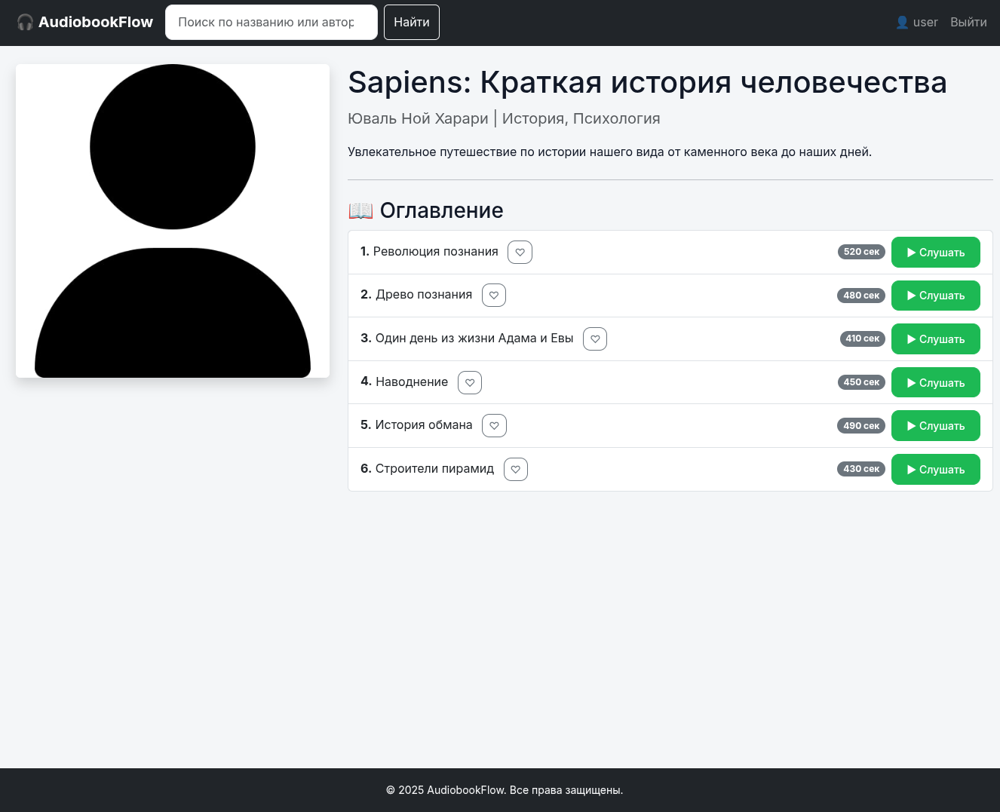 🎧 AudiobookFlow Поиск по названию или автор Найти 👤 user Выйти
Sapiens: Краткая история человечества
Юваль Ной Харари | История, Психология
Увлекательное путешествие по истории нашего вида от каменного века до наших дней.
📖 Оглавление
1. Революция познания ♡ 520 сек ▶ Слушать
2. Древо познания ♡ 480 сек ▶ Слушать
3. Один день из жизни Адама и Евы ♡ 410 сек ▶ Слушать
4. Наводнение ♡ 450 сек ▶ Слушать
5. История обмана ♡ 490 сек ▶ Слушать
6. Строители пирамид ♡ 430 сек ▶ Слушать
© 2025 AudiobookFlow. Все права защищены.